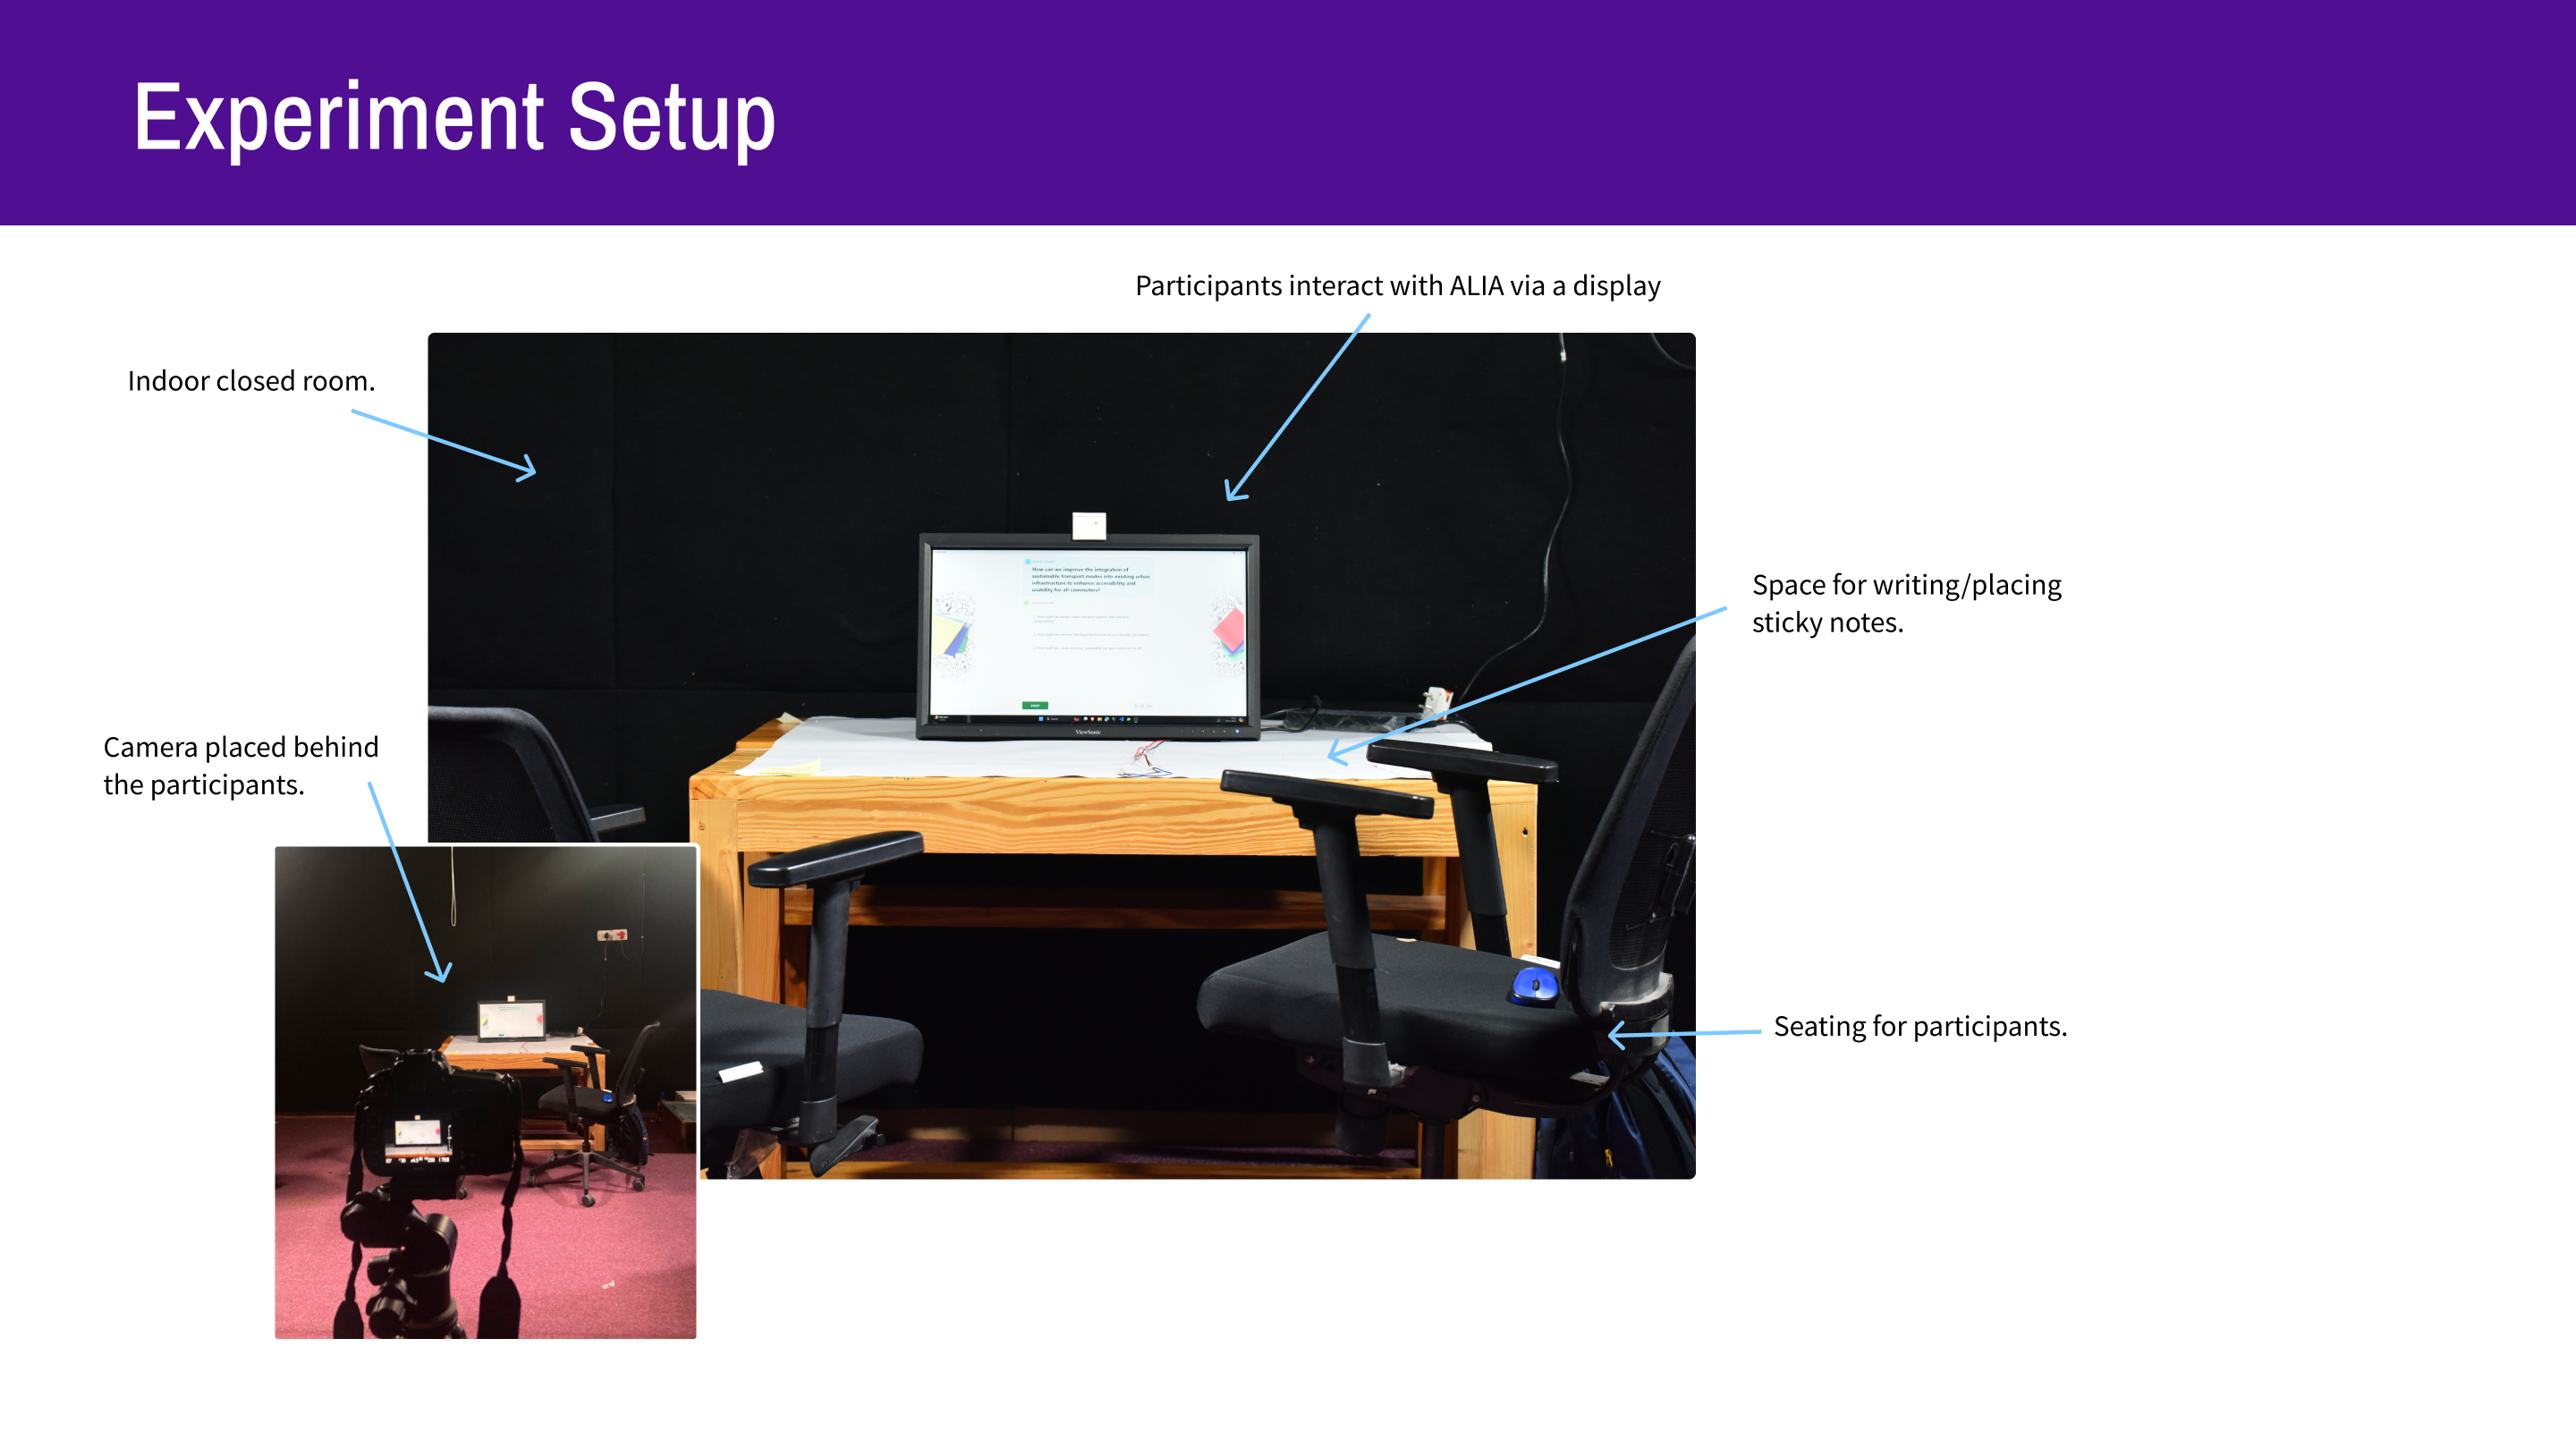 Experiment Setup
Participants interact with ALIA via a display
Indoor closed room.
How can we improve the integration of
sustainable transport modes into existing urban
infrastructure to enhance accessibility and
usability for all commuters?
ViewSonic
Space for writing/placing
sticky notes.
Camera placed behind
the participants.
Seating for participants.